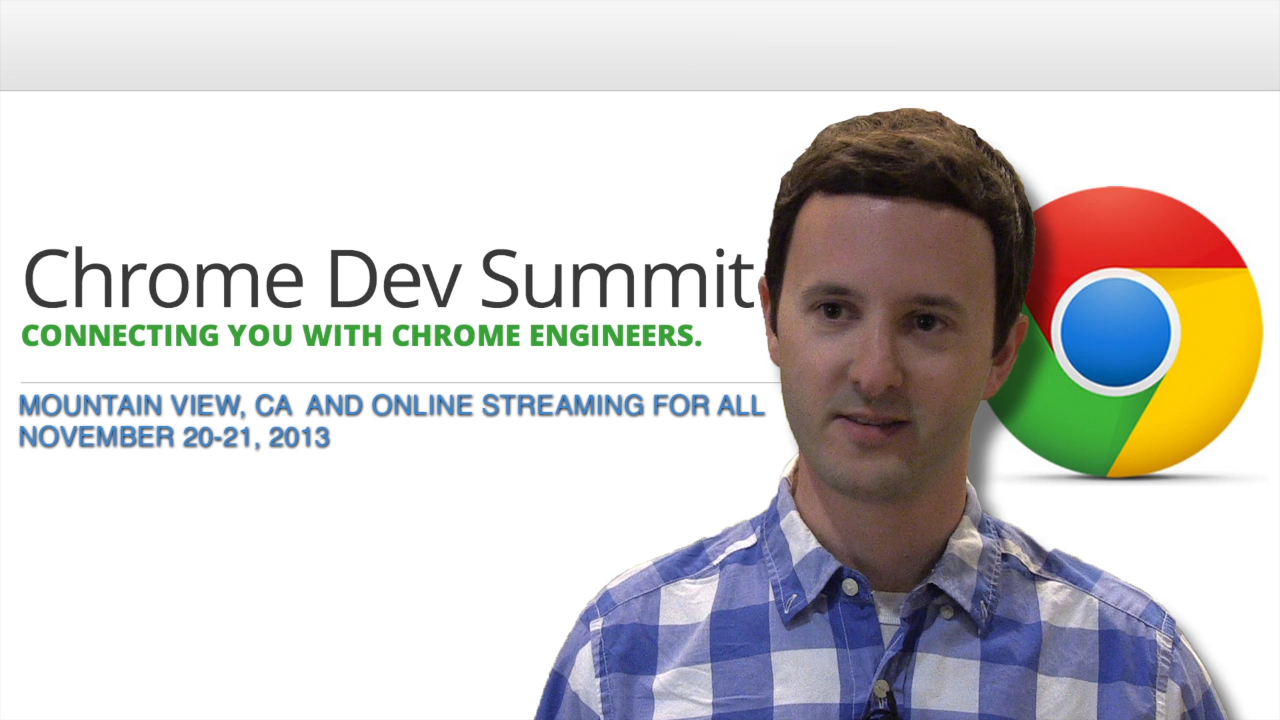 Chrome Dev Summit
CONNECTING YOU WITH CHROME ENGINEERS.
MOUNTAIN VIEW, CA  AND ONLINE STREAMING FOR ALL
NOVEMBER 20-21, 2013